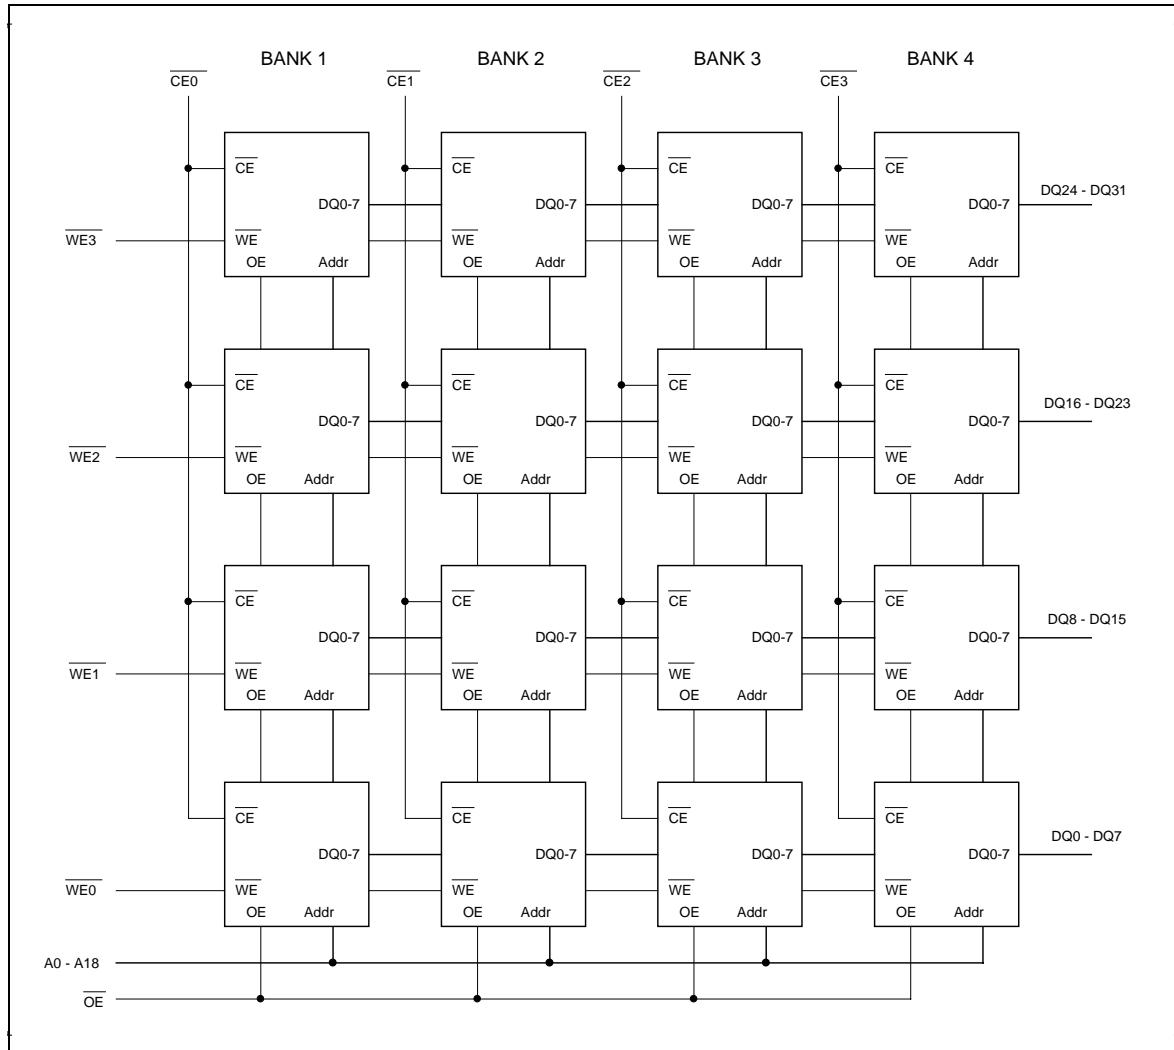 BANK 1 BANK 2 BANK 3 BANK 4
CE0 CE1 CE2 CE3
CE CE CE CE
DQ24 - DQ31
DQ0-7 DQ0-7 DQ0-7 DQ0-7
WE3 WE WE WE WE
OE Addr OE Addr OE Addr OE Addr
CE CE CE CE
DQ16 - DQ23
DQ0-7 DQ0-7 DQ0-7 DQ0-7
WE2 WE WE WE WE
OE Addr OE Addr OE Addr OE Addr
CE CE CE CE
DQ8 - DQ15
DQ0-7 DQ0-7 DQ0-7 DQ0-7
WE1 WE WE WE WE
OE Addr OE Addr OE Addr OE Addr
CE CE CE CE
DQ0 - DQ7
DQ0-7 DQ0-7 DQ0-7 DQ0-7
WE0 WE WE WE WE
OE Addr OE Addr OE Addr OE Addr
A0 - A18
OE